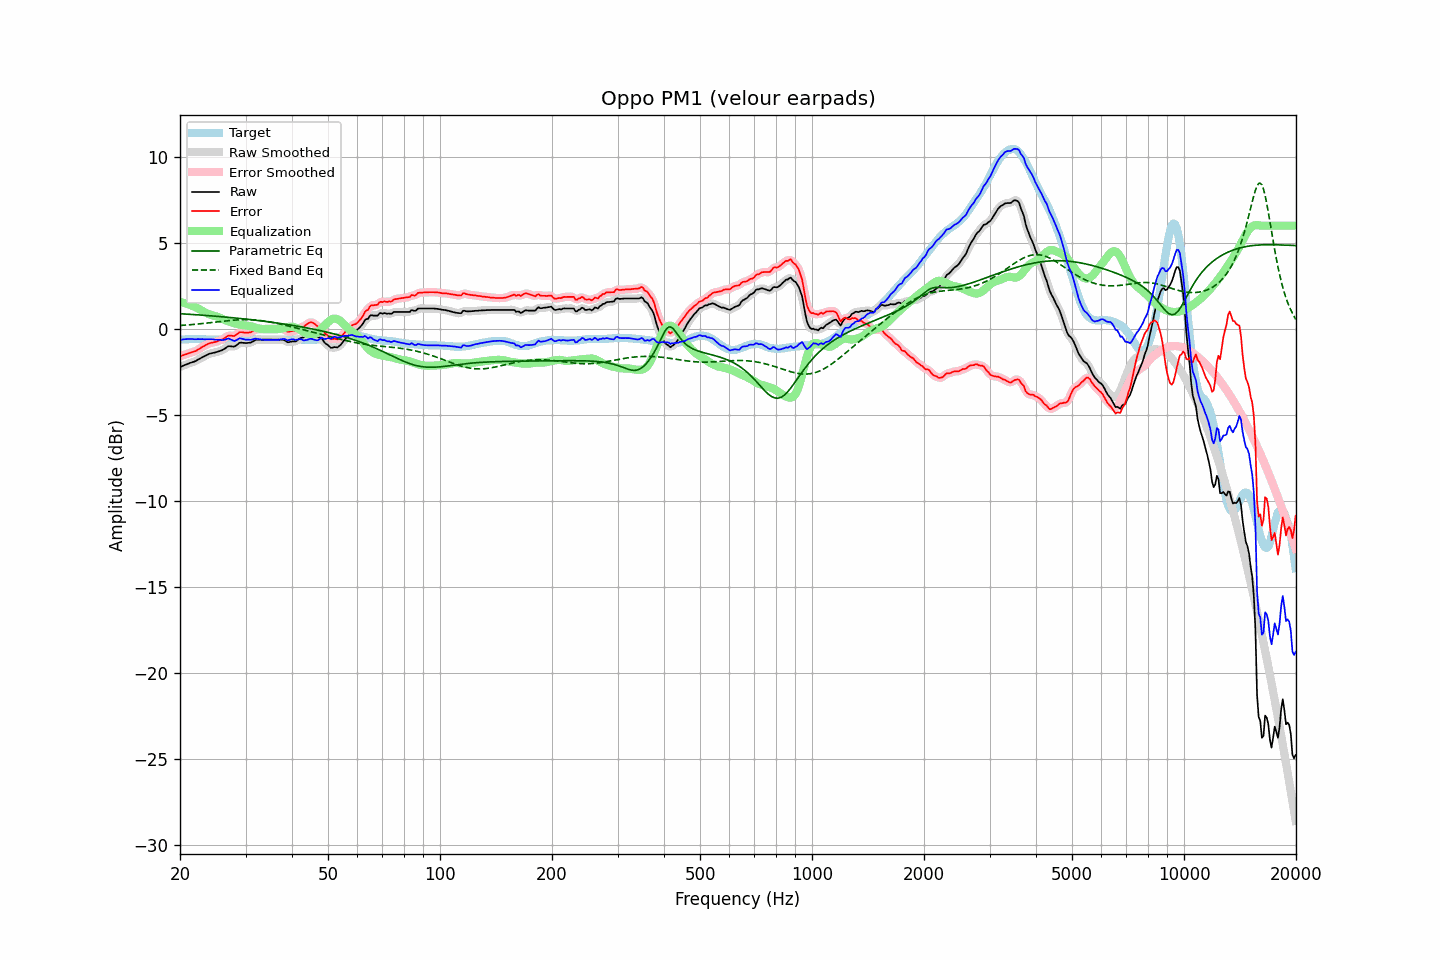 Oppo PM1 (velour earpads)
Target
Raw Smoothed
Error Smoothed
Raw
Error
Equalization
Parametric Eq
Fixed Band Eq
Equalized
10
5
0
−5
−10
−15
−20
−25
−30
Amplitude (dBr)
20 50 100 200 500 1000 2000 5000 10000 20000
Frequency (Hz)